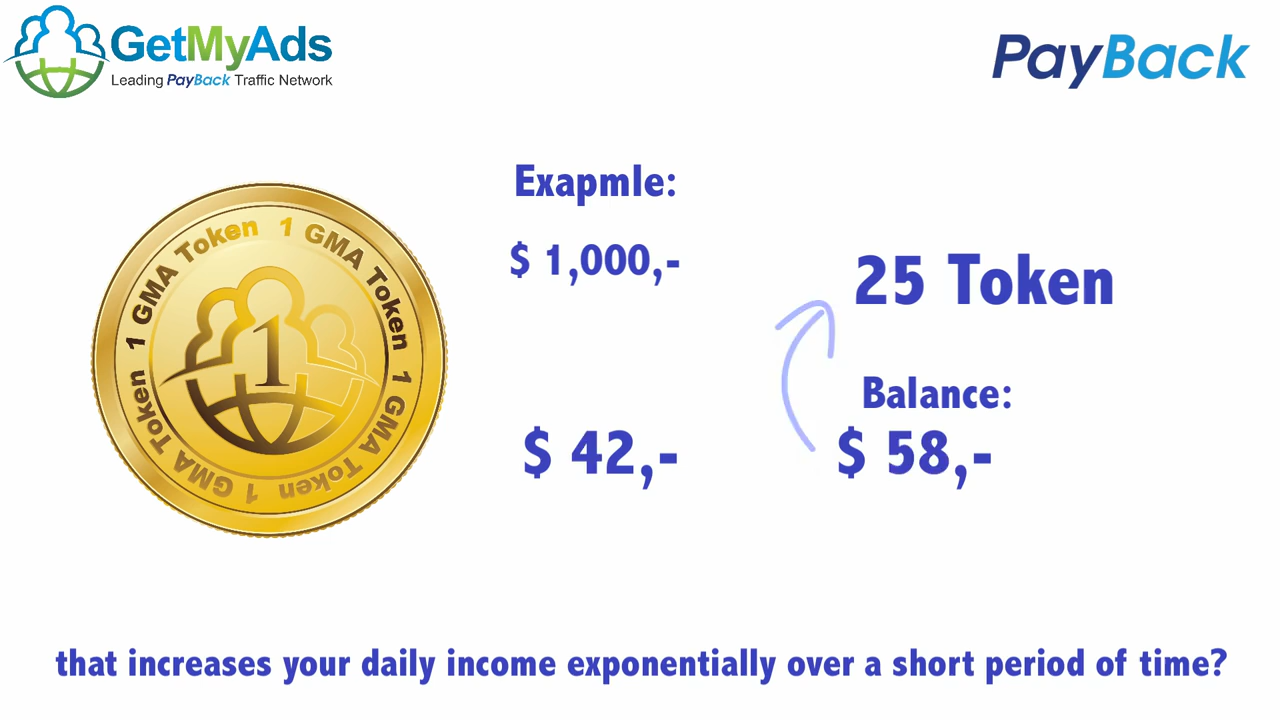 GetMyAds
Leading PayBack Traffic Network
PayBack
1 GMA Token 1 GMA Token 1 GMA Token 1 GMA Token
1
Exapmle:
$ 1,000,-
25 Token
Balance:
$ 42,-
$ 58,-
that increases your daily income exponentially over a short period of time?